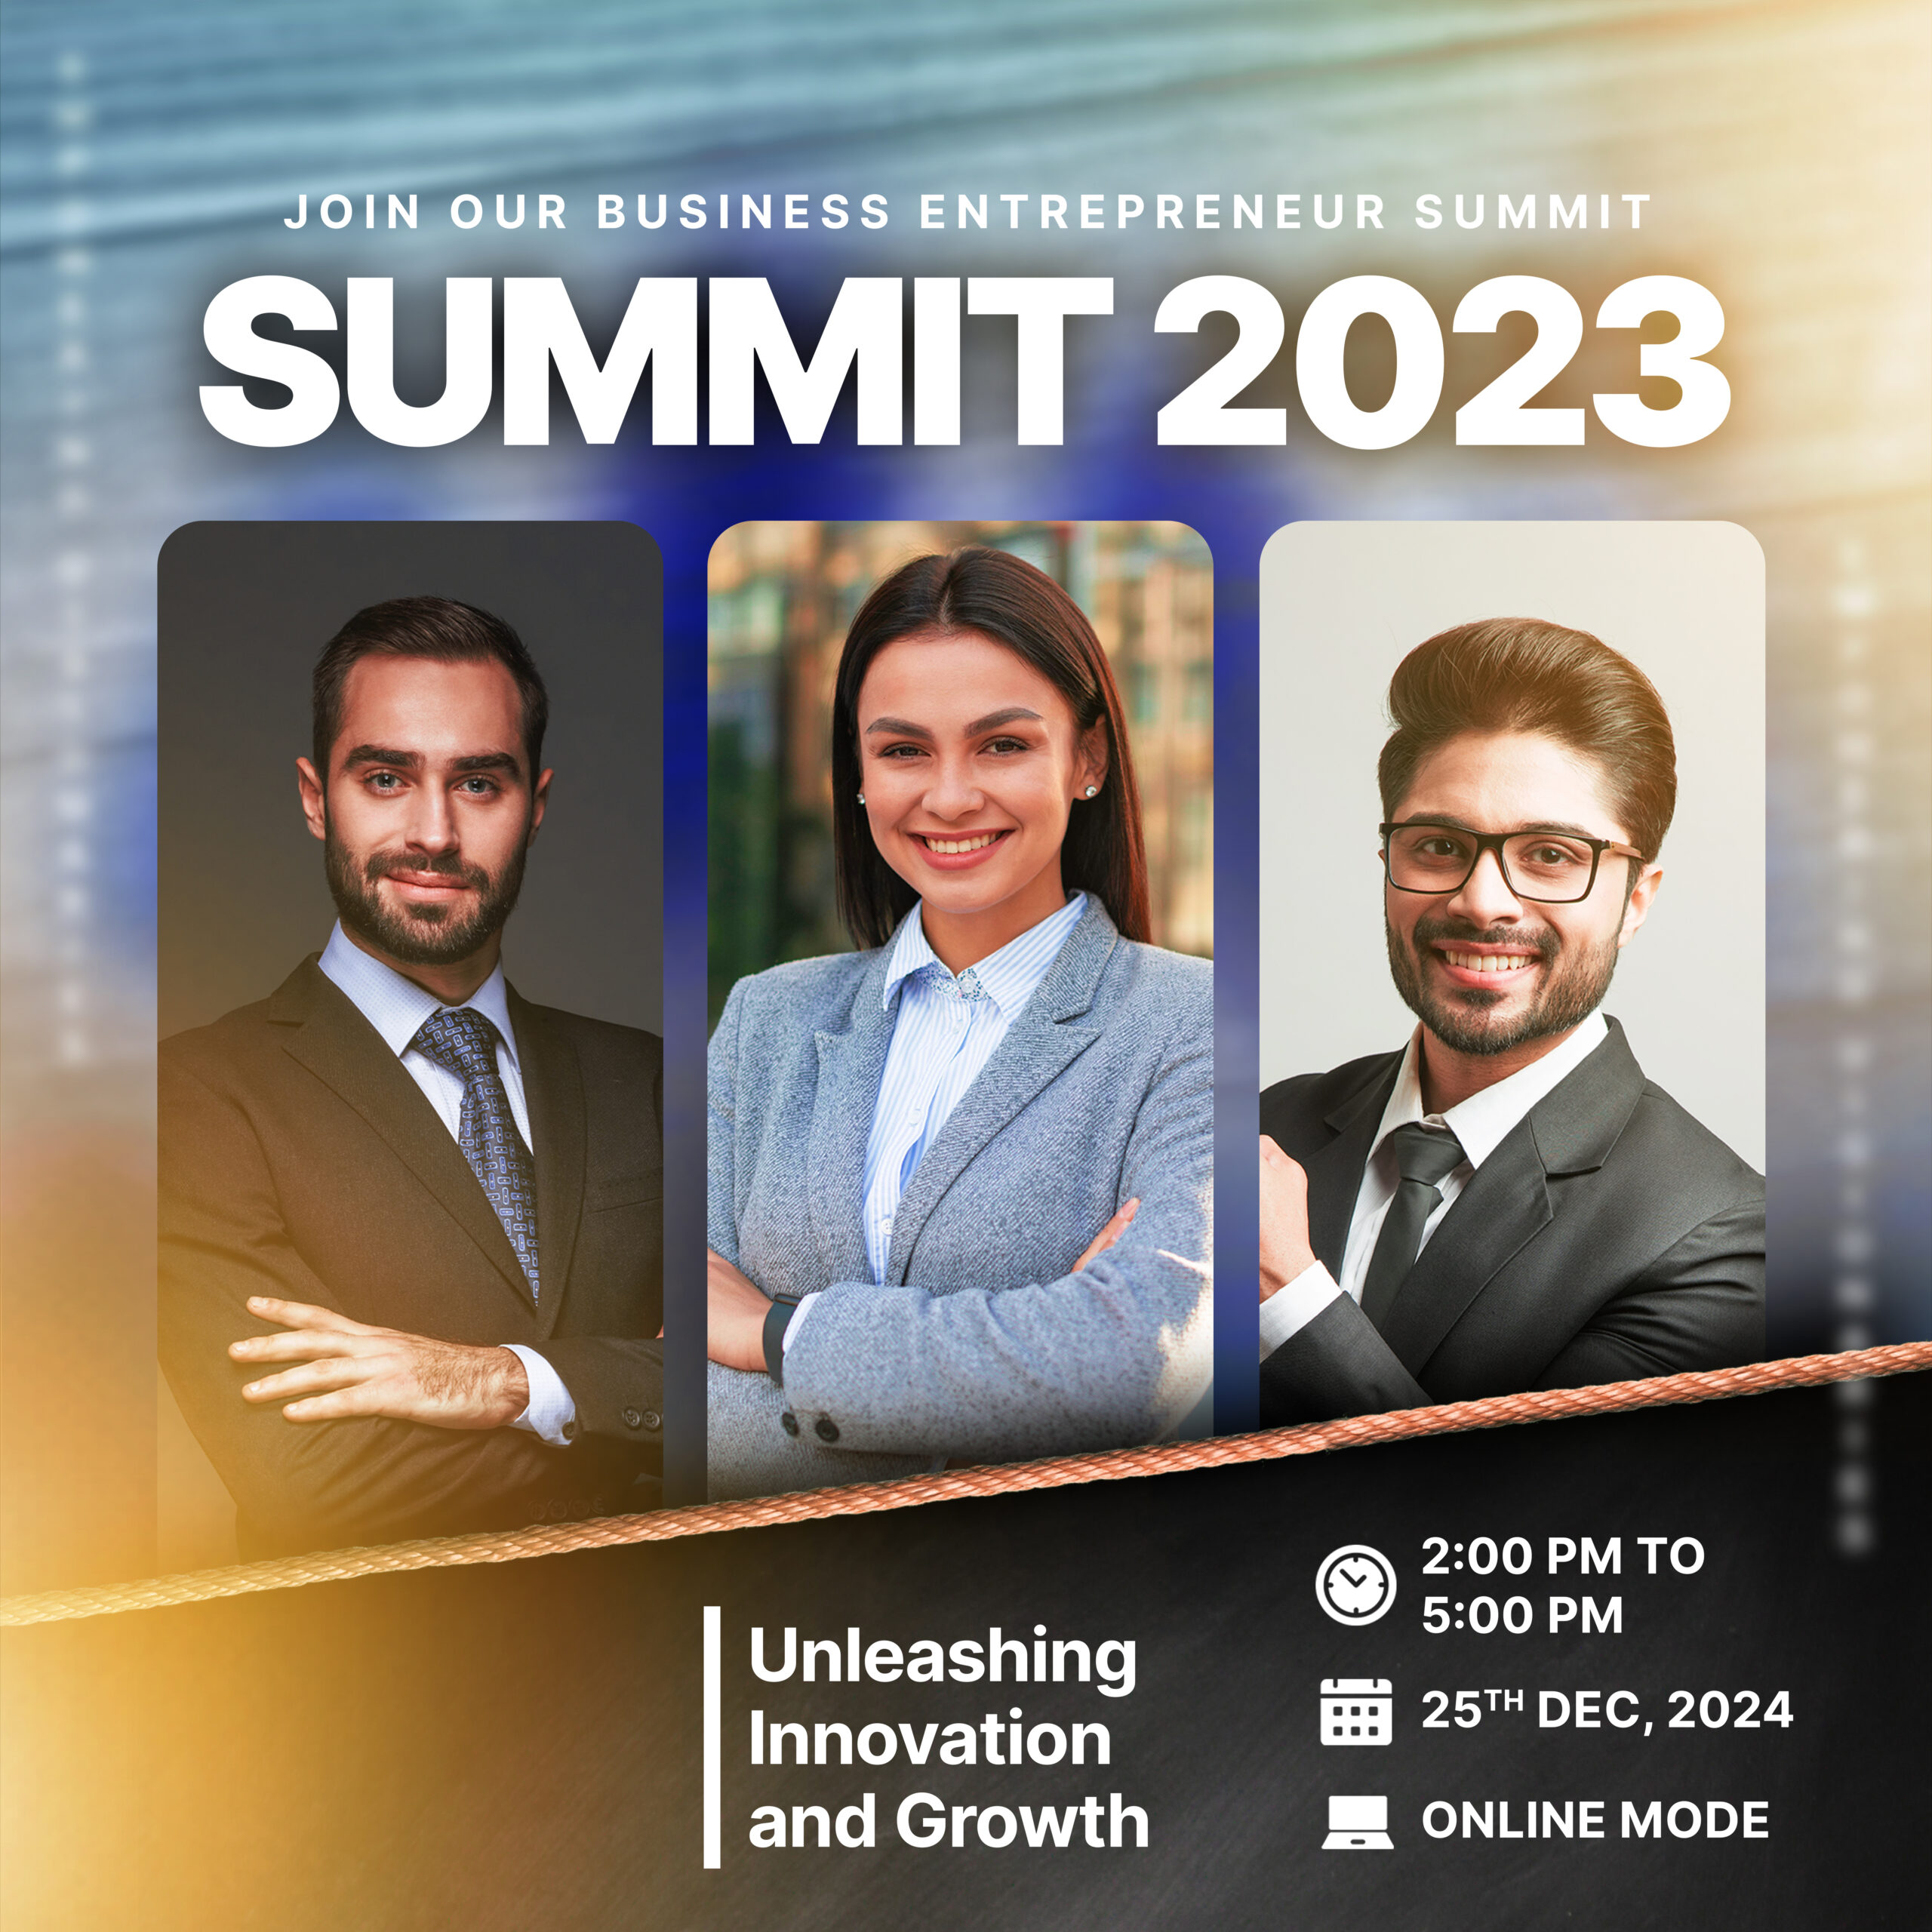 JOIN OUR BUSINESS ENTREPRENEUR SUMMIT
SUMMIT 2023
Unleashing
Innovation
and Growth
2:00 PM TO
5:00 PM
25TH DEC, 2024
ONLINE MODE